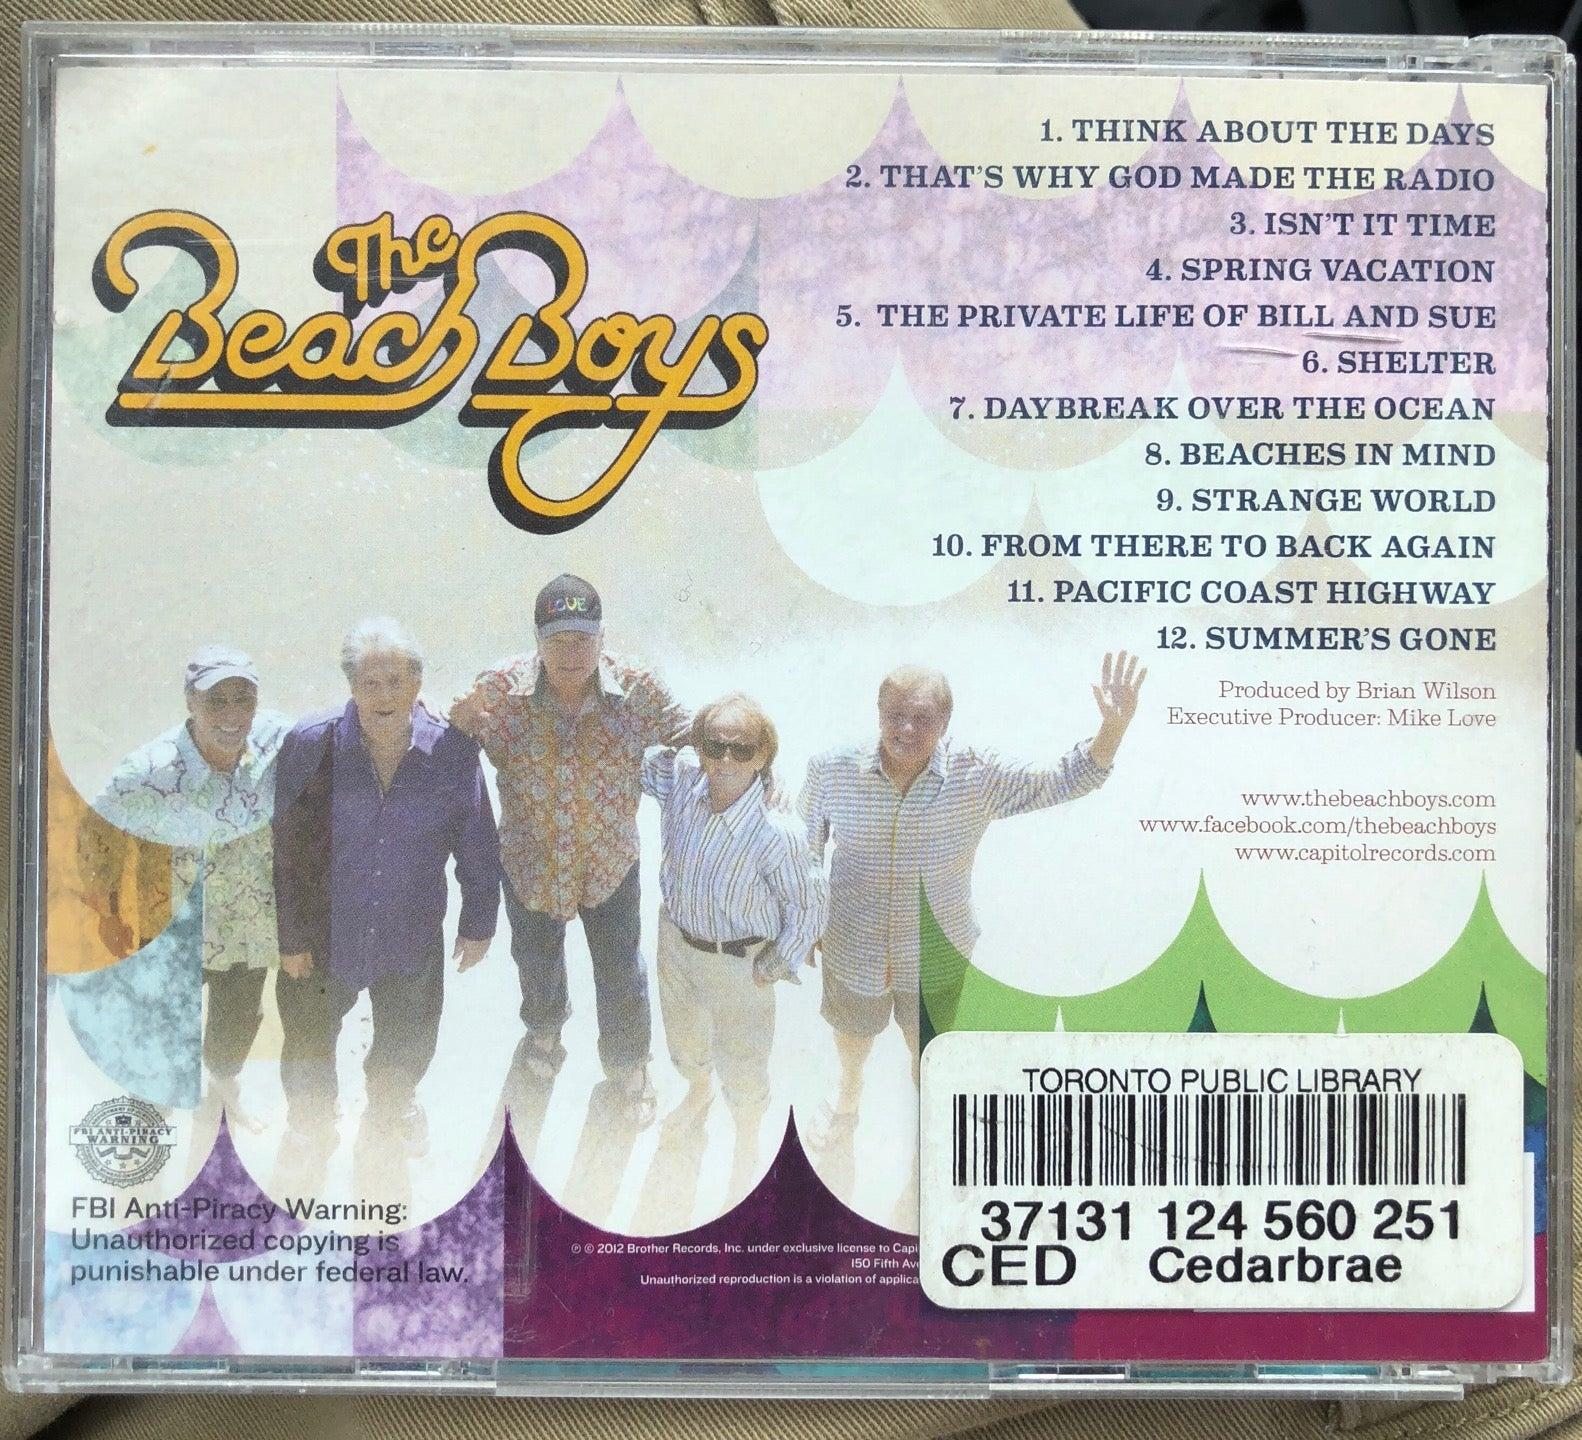 The
Beach Boys
1. THINK ABOUT THE DAYS
2. THAT'S WHY GOD MADE THE RADIO
3. ISN'T IT TIME
4. SPRING VACATION
5. THE PRIVATE LIFE OF BILL AND SUE
6. SHELTER
7. DAYBREAK OVER THE OCEAN
8. BEACHES IN MIND
9. STRANGE WORLD
10. FROM THERE TO BACK AGAIN
11. PACIFIC COAST HIGHWAY
12. SUMMER'S GONE
LOVE
Produced by Brian Wilson
Executive Producer: Mike Love
www.thebeachboys.com
www.facebook.com/thebeachboys
www.capitolrecords.com
FBI ANTI-PIRACY
WARNING
FBI Anti-Piracy Warning:
Unauthorized copying is
punishable under federal law.
℗ © 2012 Brother Records, Inc. under exclusive license to Capi
150 Fifth Ave
Unauthorized reproduction is a violation of applica
TORONTO PUBLIC LIBRARY
37131 124 560 251
CED Cedarbrae